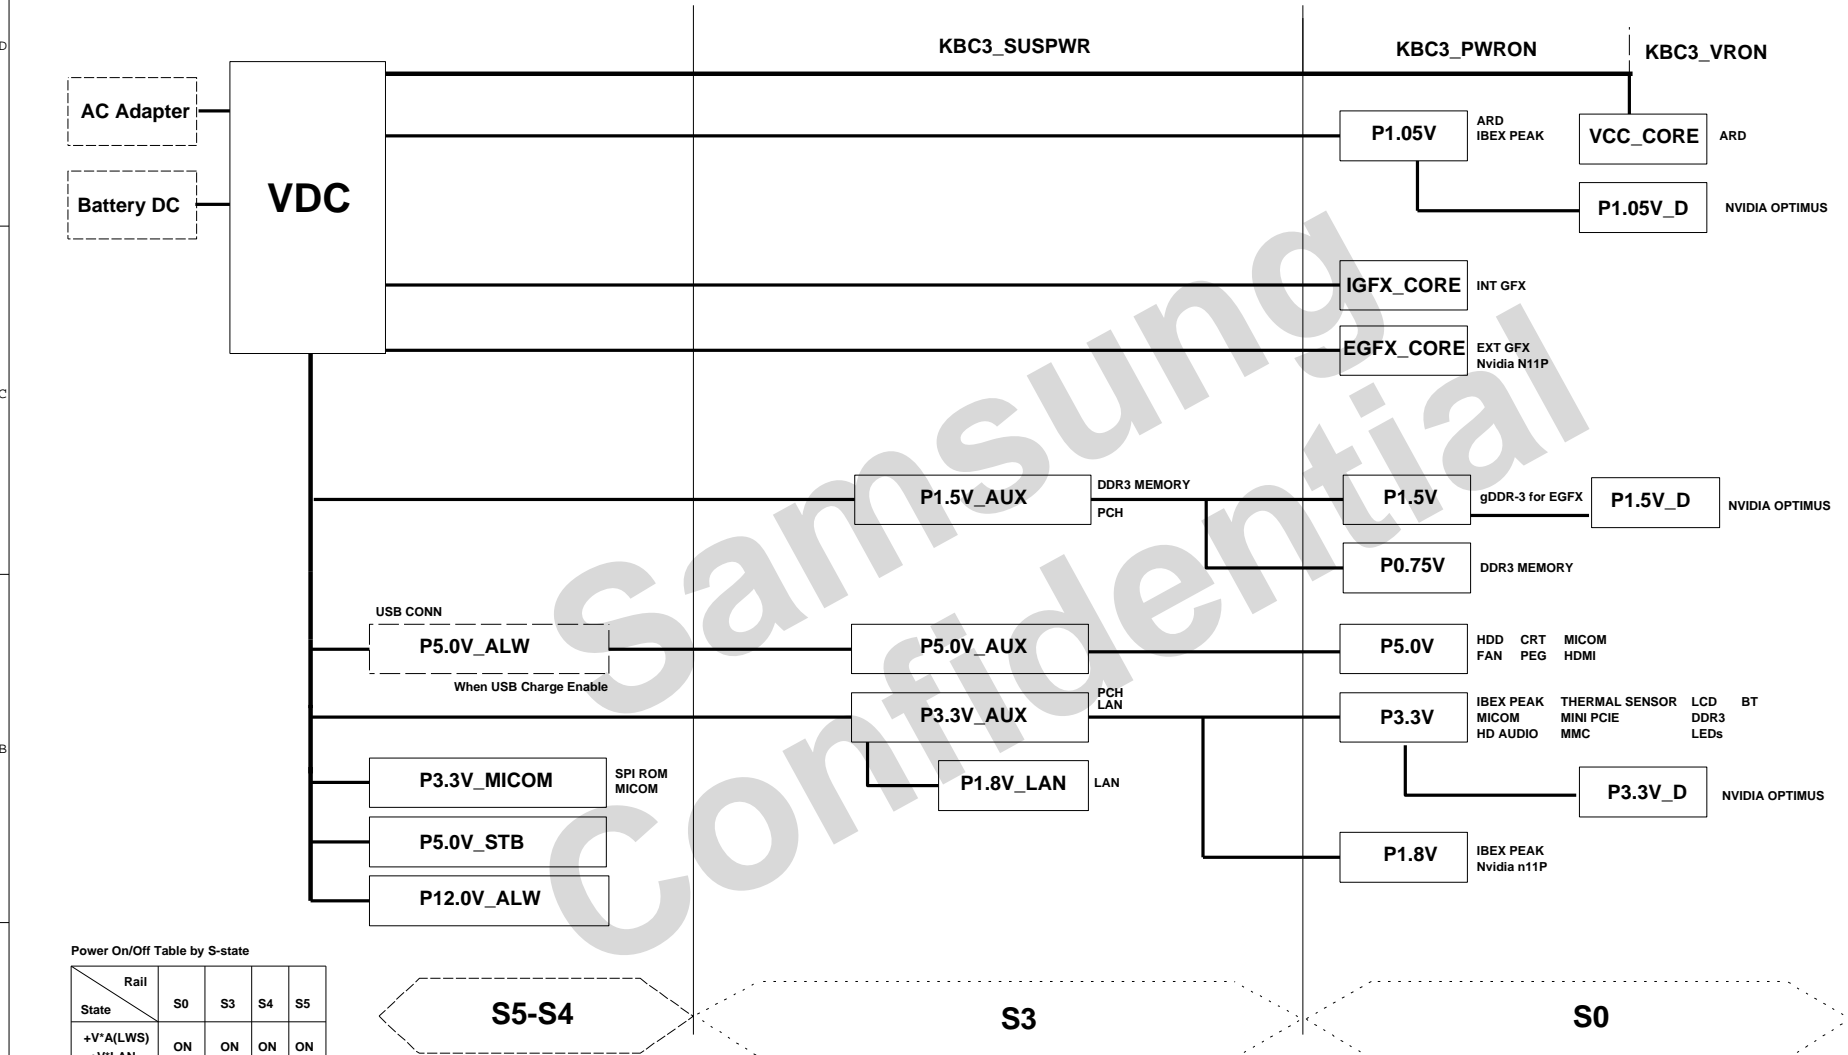 D
KBC3_SUSPWR
KBC3_PWRON
KBC3_VRON
AC Adapter
Battery DC
VDC
P1.05V
ARD
IBEX PEAK
VCC_CORE
ARD
P1.05V_D
NVIDIA OPTIMUS
IGFX_CORE
INT GFX
EGFX_CORE
EXT GFX
Nvidia N11P
C
P1.5V_AUX
DDR3 MEMORY
PCH
P1.5V
gDDR-3 for EGFX
P1.5V_D
NVIDIA OPTIMUS
P0.75V
DDR3 MEMORY
USB CONN
P5.0V_ALW
When USB Charge Enable
P5.0V_AUX
P5.0V
HDD CRT MICOM
FAN PEG HDMI
P3.3V_AUX
PCH
LAN
P3.3V
IBEX PEAK THERMAL SENSOR LCD BT
MICOM MINI PCIE DDR3
HD AUDIO MMC LEDs
B
P3.3V_MICOM
SPI ROM
MICOM
P1.8V_LAN
LAN
P3.3V_D
NVIDIA OPTIMUS
P5.0V_STB
P1.8V
IBEX PEAK
Nvidia n11P
P12.0V_ALW
Samsung
Confidential
Power On/Off Table by S-state
Rail
State
S0 S3 S4 S5
+V*A(LWS)
ON ON ON ON
S5-S4
S3
S0